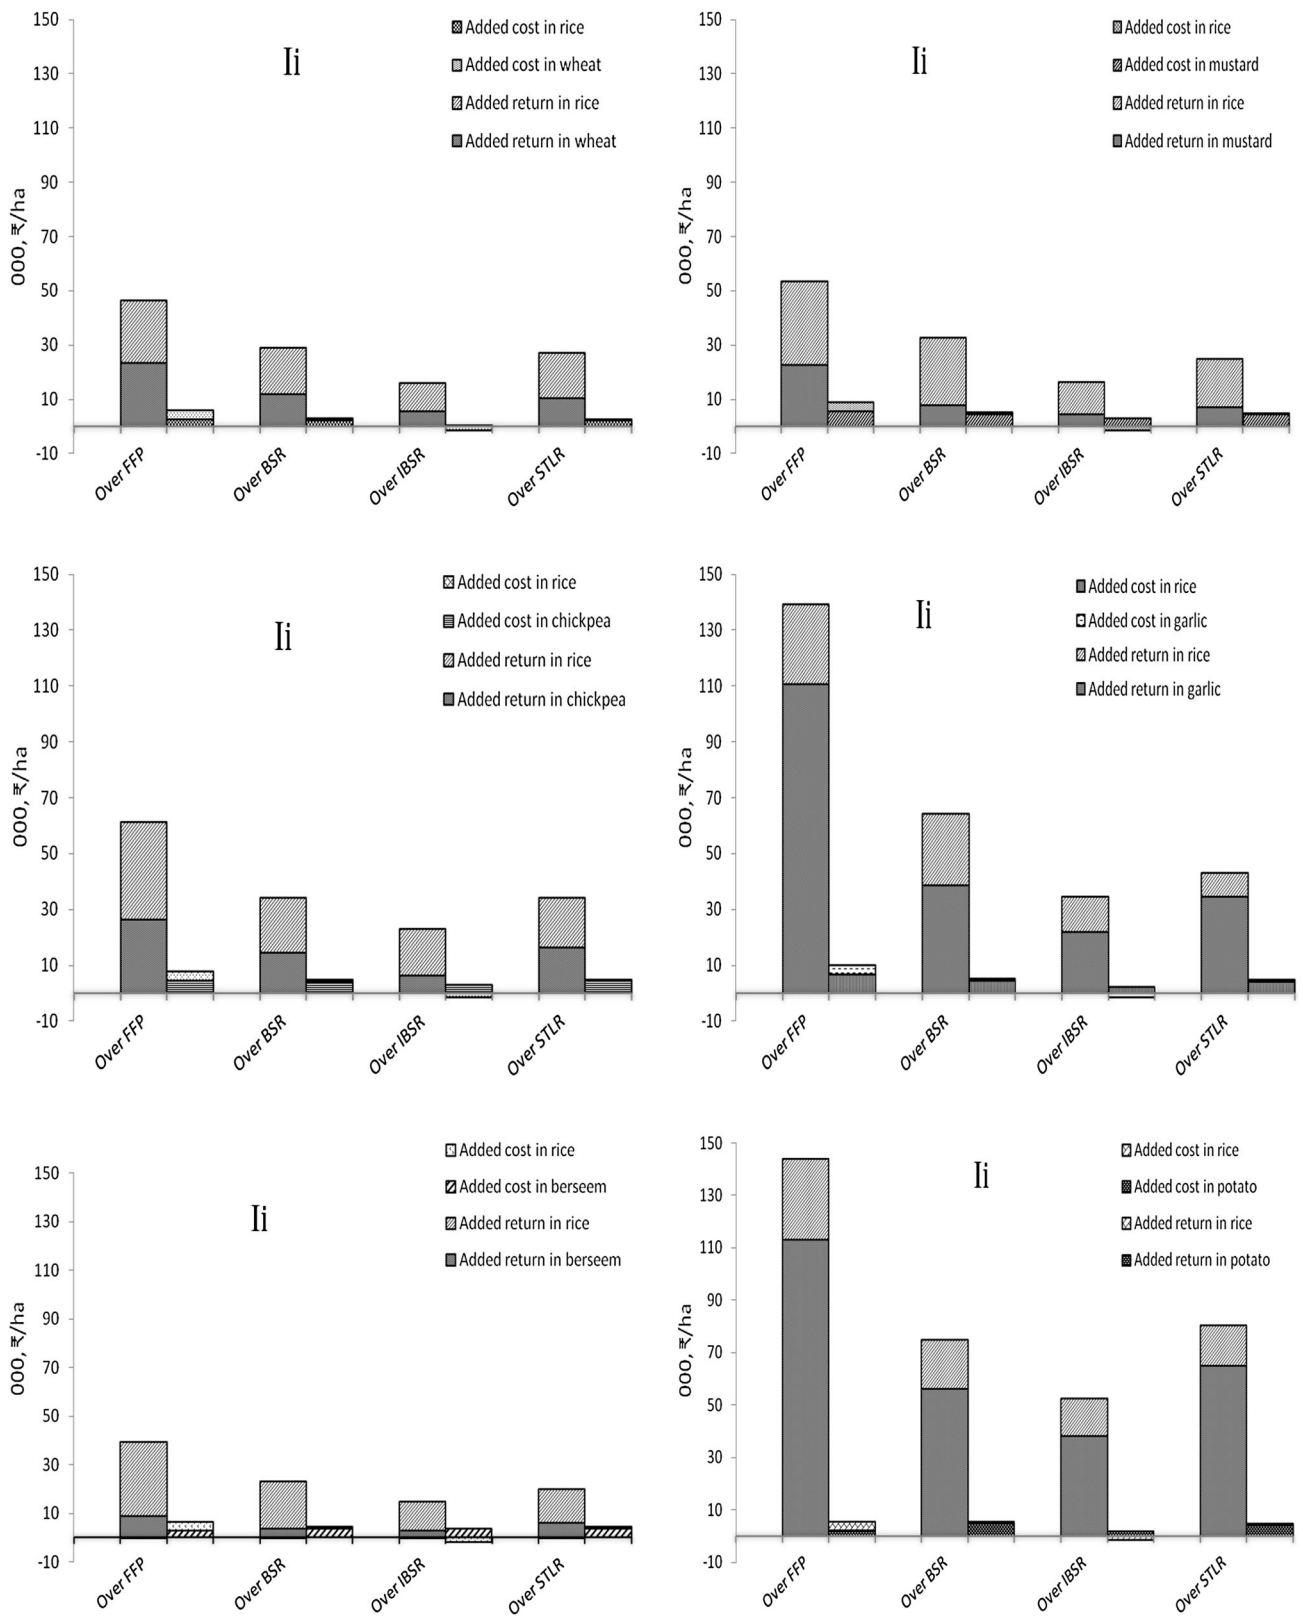 150
130
110
90
70
50
30
10
-10
000, ₹/ha
Ii
Added cost in rice
Added cost in wheat
Added return in rice
Added return in wheat
Over FFP
Over BSR
Over IBSR
Over STLR
150
130
110
90
70
50
30
10
-10
000, ₹/ha
Ii
Added cost in rice
Added cost in mustard
Added return in rice
Added return in mustard
Over FFP
Over BSR
Over IBSR
Over STLR
150
130
110
90
70
50
30
10
-10
000, ₹/ha
Ii
Added cost in rice
Added cost in chickpea
Added return in rice
Added return in chickpea
Over FFP
Over BSR
Over IBSR
Over STLR
150
130
110
90
70
50
30
10
-10
000, ₹/ha
Ii
Added cost in rice
Added cost in garlic
Added return in rice
Added return in garlic
Over FFP
Over BSR
Over IBSR
Over STLR
150
130
110
90
70
50
30
10
-10
000, ₹/ha
Ii
Added cost in rice
Added cost in berseem
Added return in rice
Added return in berseem
Over FFP
Over BSR
Over IBSR
Over STLR
150
130
110
90
70
50
30
10
-10
000, ₹/ha
Ii
Added cost in rice
Added cost in potato
Added return in rice
Added return in potato
Over FFP
Over BSR
Over IBSR
Over STLR